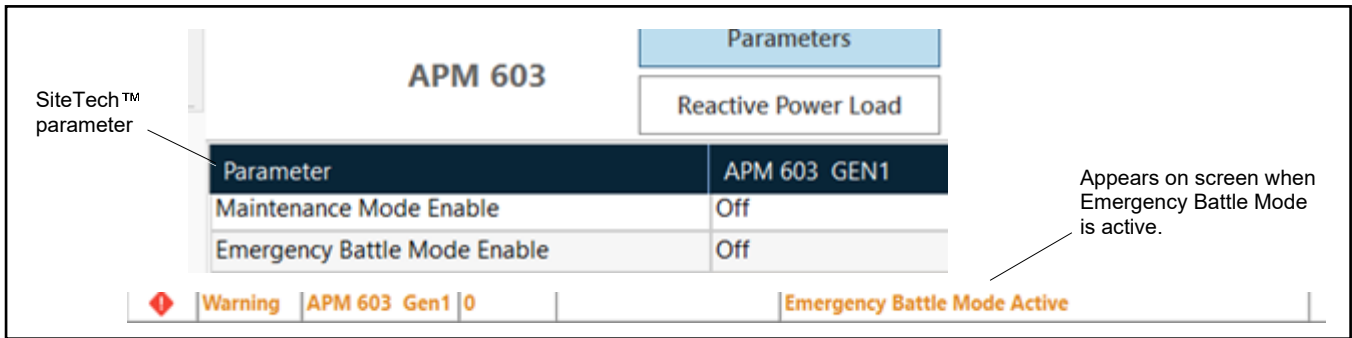 Parameters
APM 603
Reactive Power Load
SiteTech™
parameter
Parameter APM 603 GEN1
Maintenance Mode Enable Off
Emergency Battle Mode Enable Off
Appears on screen when
Emergency Battle Mode
is active.
Warning APM 603 Gen1 0 Emergency Battle Mode Active